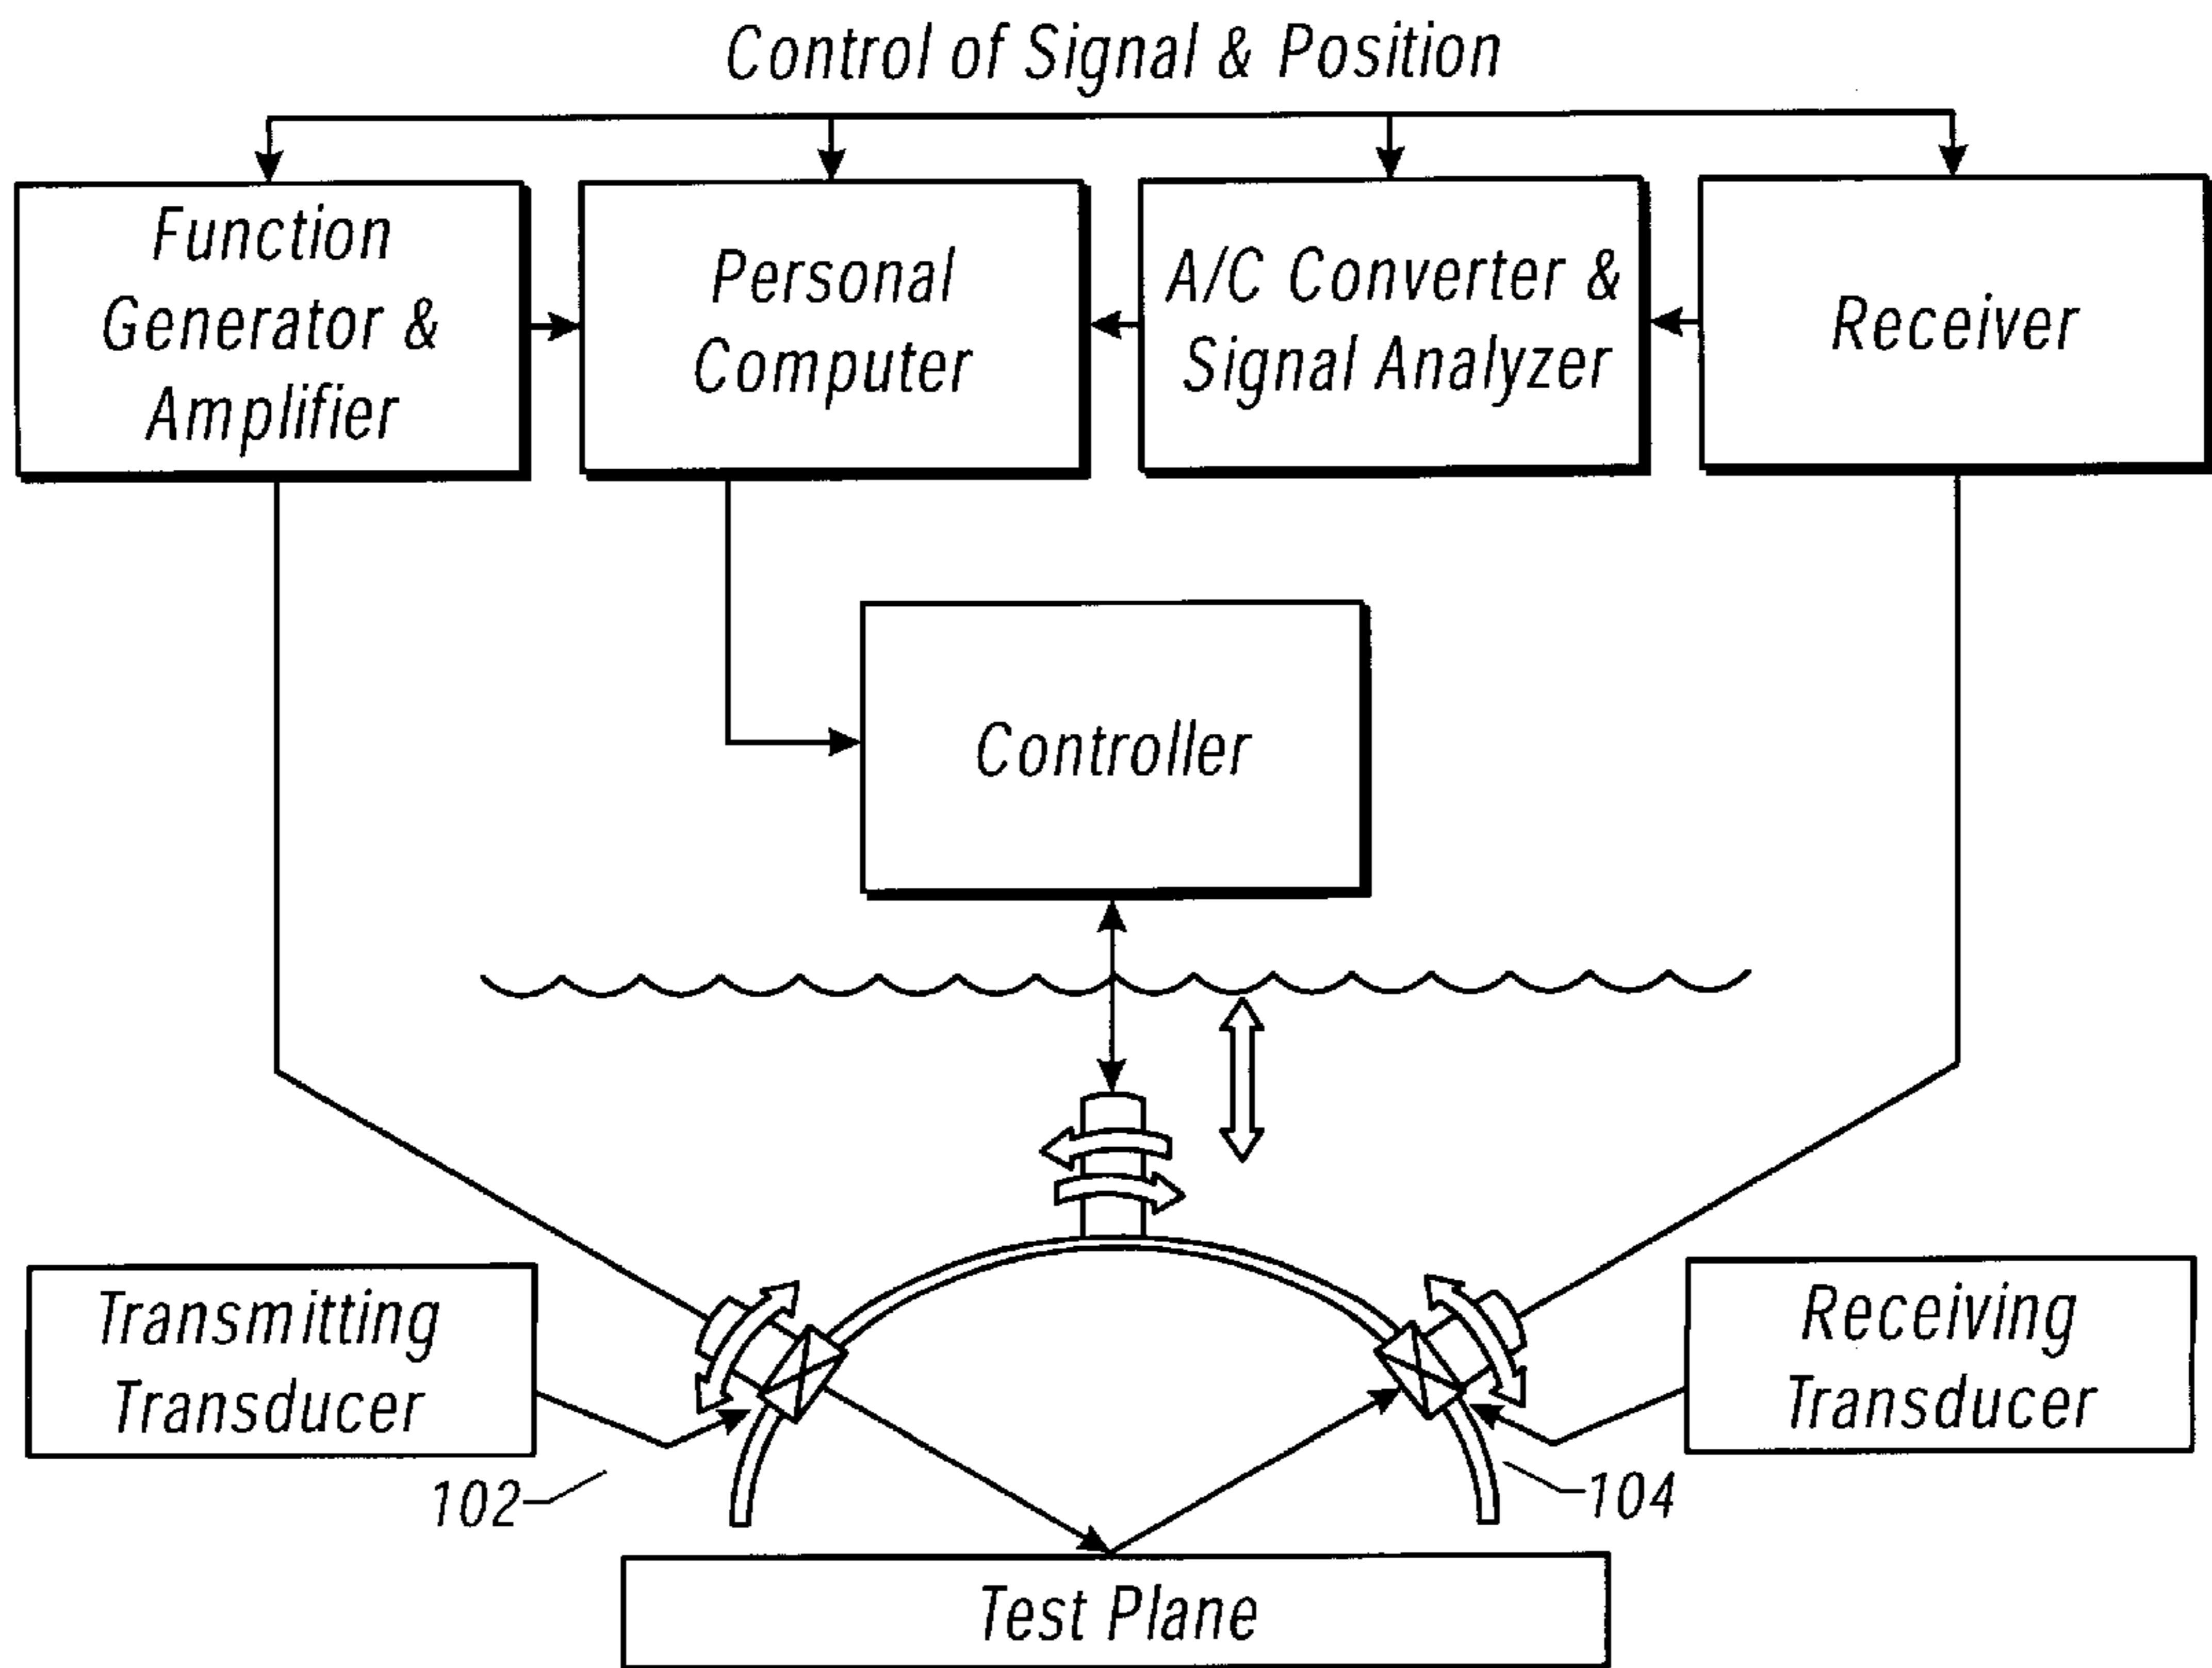 Control of Signal & Position
Function
Generator &
Amplifier
Personal
Computer
A/C Converter &
Signal Analyzer
Receiver
Controller
Transmitting
Transducer
Receiving
Transducer
102
104
Test Plane